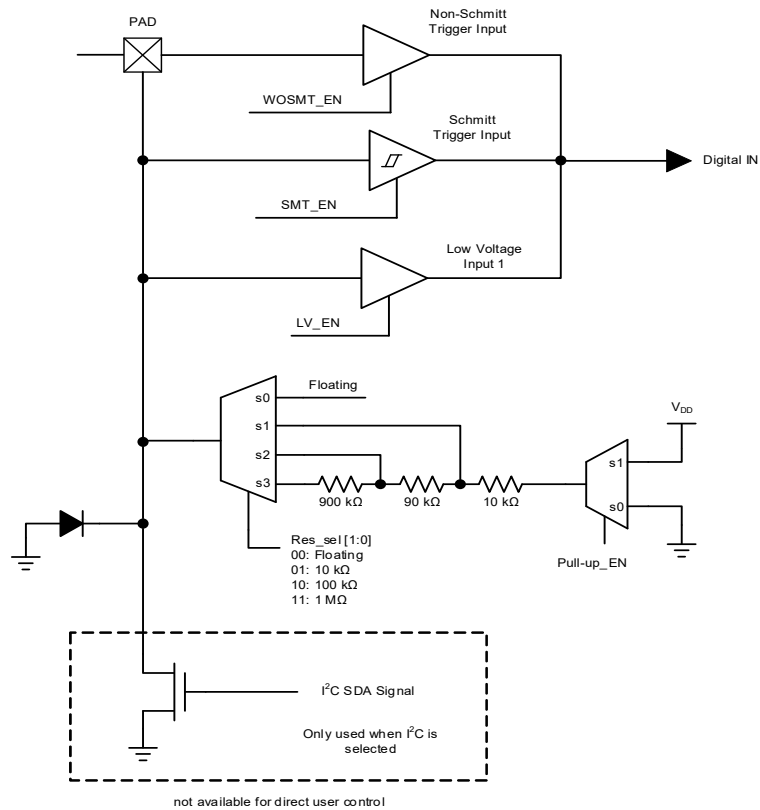 PAD
Non-Schmitt
Trigger Input
WOSMT_EN
Schmitt
Trigger Input
Digital IN
SMT_EN
Low Voltage
Input 1
LV_EN
Floating
s0
s1
s2
s3
900 kΩ
90 kΩ
10 kΩ
VDD
s1
s0
Pull-up_EN
Res_sel [1:0]
00: Floating
01: 10 kΩ
10: 100 kΩ
11: 1 MΩ
I²C SDA Signal
Only used when I²C is
selected
not available for direct user control